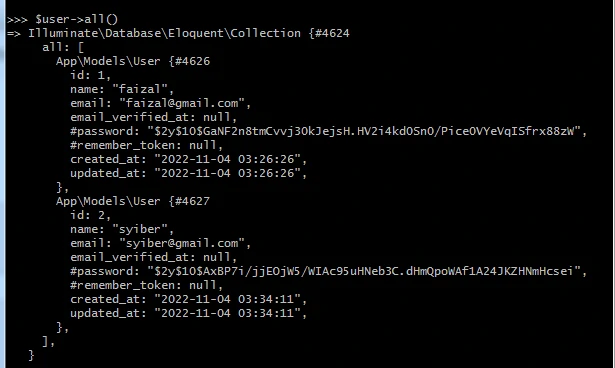 >>> $user->all()
=> Illuminate\Database\Eloquent\Collection {#4624
all: [
App\Models\User {#4626
id: 1,
name: "faizal",
email: "faizal@gmail.com",
email_verified_at: null,
#password: "$2y$10$GaNF2n8tmCvvj3OkJejsH.HV2i4kdOSnO/PiceOVYeVqISfrx88zW",
#remember_token: null,
created_at: "2022-11-04 03:26:26",
updated_at: "2022-11-04 03:26:26",
},
App\Models\User {#4627
id: 2,
name: "syiber",
email: "syiber@gmail.com",
email_verified_at: null,
#password: "$2y$10$AxBP7i/jjEOjW5/WIAc95uHNeb3C.dHmQpoWAf1A24JKZHNmHcsei",
#remember_token: null,
created_at: "2022-11-04 03:34:11",
updated_at: "2022-11-04 03:34:11",
},
],
}